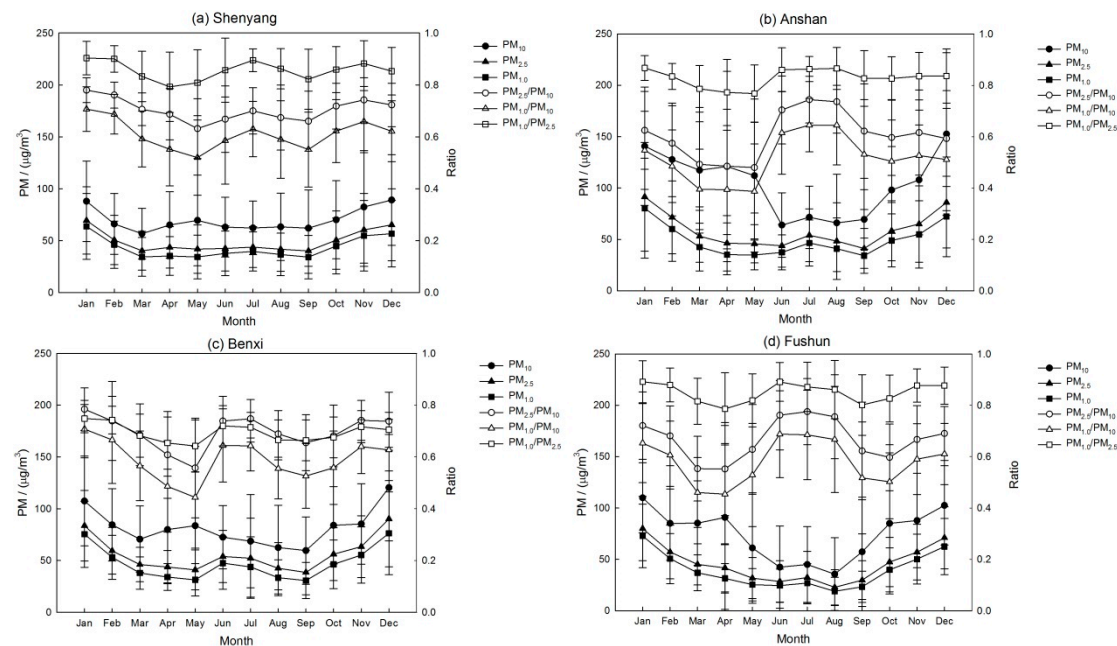 (a) Shenyang
250
200
150
100
50
0
PM / (μg/m³)
1.0
0.8
0.6
0.4
0.2
0.0
Ratio
Jan Feb Mar Apr May Jun Jul Aug Sep Oct Nov Dec
Month
PM₁₀
PM₂.₅
PM₁.₀
PM₂.₅/PM₁₀
PM₁.₀/PM₁₀
PM₁.₀/PM₂.₅
(b) Anshan
250
200
150
100
50
0
PM / (μg/m³)
1.0
0.8
0.6
0.4
0.2
0.0
Ratio
Jan Feb Mar Apr May Jun Jul Aug Sep Oct Nov Dec
Month
PM₁₀
PM₂.₅
PM₁.₀
PM₂.₅/PM₁₀
PM₁.₀/PM₁₀
PM₁.₀/PM₂.₅
(c) Benxi
250
200
150
100
50
0
PM / (μg/m³)
1.0
0.8
0.6
0.4
0.2
0.0
Ratio
Jan Feb Mar Apr May Jun Jul Aug Sep Oct Nov Dec
Month
PM₁₀
PM₂.₅
PM₁.₀
PM₂.₅/PM₁₀
PM₁.₀/PM₁₀
PM₁.₀/PM₂.₅
(d) Fushun
250
200
150
100
50
0
PM / (μg/m³)
1.0
0.8
0.6
0.4
0.2
0.0
Ratio
Jan Feb Mar Apr May Jun Jul Aug Sep Oct Nov Dec
Month
PM₁₀
PM₂.₅
PM₁.₀
PM₂.₅/PM₁₀
PM₁.₀/PM₁₀
PM₁.₀/PM₂.₅